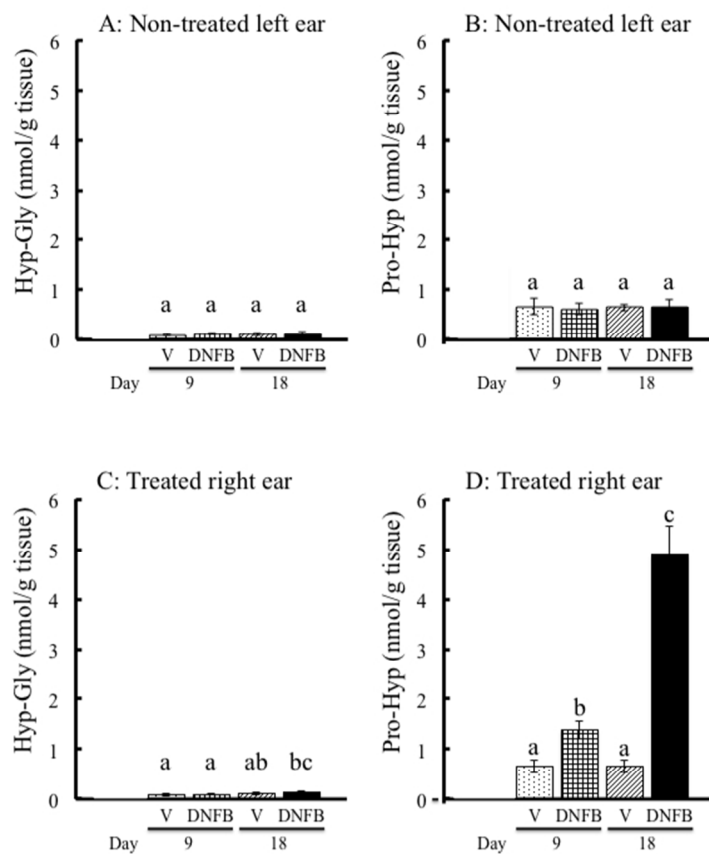 A: Non-treated left ear
Hyp-Gly (nmol/g tissue)
6
5
4
3
2
1
0
a a a a
V DNFB V DNFB
Day 9 18
B: Non-treated left ear
Pro-Hyp (nmol/g tissue)
6
5
4
3
2
1
0
a a a a
V DNFB V DNFB
Day 9 18
C: Treated right ear
Hyp-Gly (nmol/g tissue)
6
5
4
3
2
1
0
a a ab bc
V DNFB V DNFB
Day 9 18
D: Treated right ear
Pro-Hyp (nmol/g tissue)
6
5
4
3
2
1
0
a b a c
V DNFB V DNFB
Day 9 18